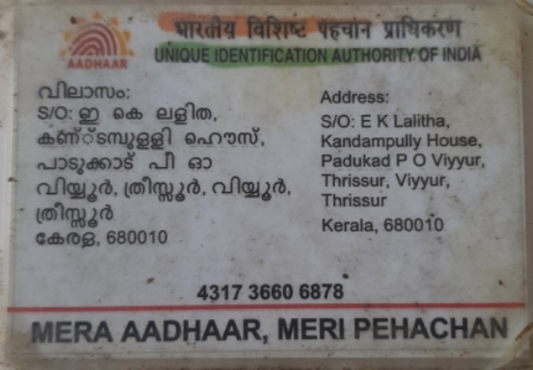 भारतीय विशिष्ट पहचान प्राधिकरण
AADHAAR
UNIQUE IDENTIFICATION AUTHORITY OF INDIA
വിലാസം:
S/O: ഇ കെ ലളിത,
കണ്ടമ്പുള്ളി ഹൌസ്,
പാടുക്കാട് പീ ഓ
വിയ്യൂർ, ത്രീസ്സൂർ, വിയ്യൂർ,
ത്രീസ്സൂർ
കേരള, 680010
Address:
S/O: E K Lalitha,
Kandampully House,
Padukad P O Viyyur,
Thrissur, Viyyur,
Thrissur
Kerala, 680010
4317 3660 6878
MERA AADHAAR, MERI PEHACHAN